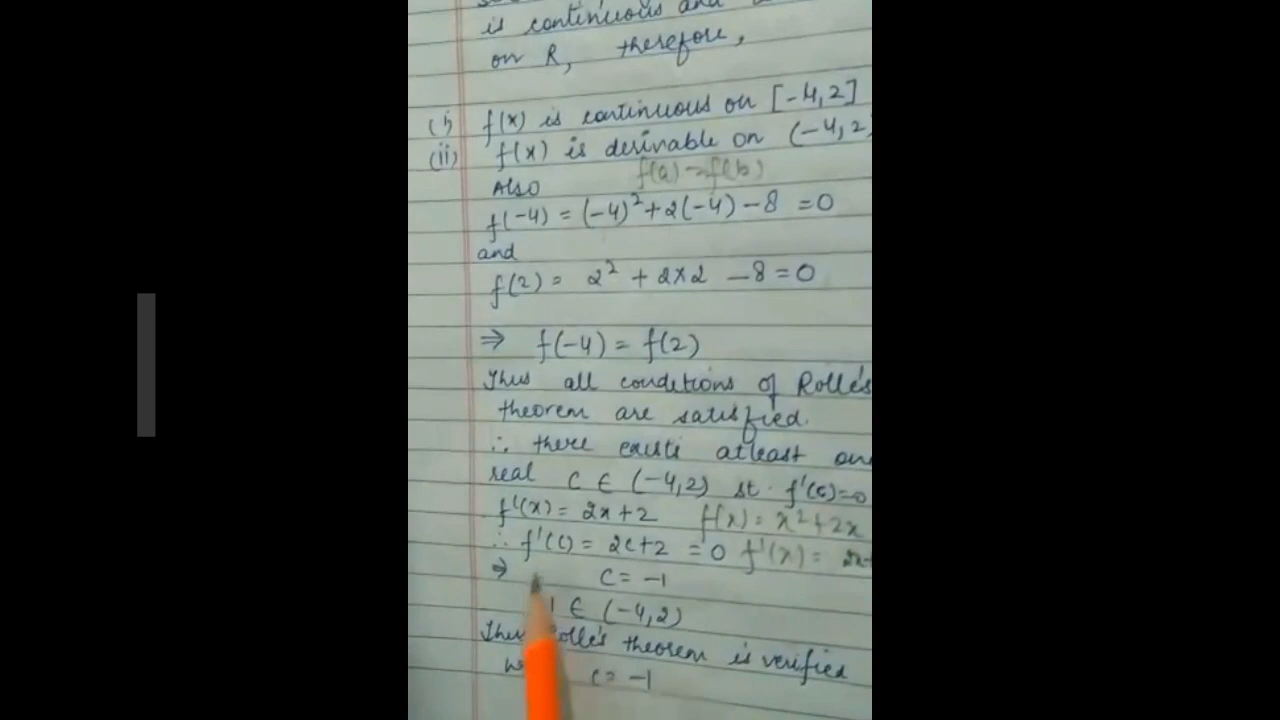 is continuous and
on R, therefore,
(i) f(x) is continuous on [-4,2]
(ii) f(x) is derivable on (-4,2)
Also f(a) = f(b)
f(-4) = (-4)² + 2(-4) - 8 = 0
and
f(2) = 2² + 2×2 - 8 = 0
⇒ f(-4) = f(2)
Thus all conditions of Rolle's
theorem are satisfied.
∴ there exists atleast one
real c ∈ (-4,2) st. f'(c)=0
f'(x) = 2x+2 f(x) = x²+2x
∴ f'(c) = 2c+2 = 0 f'(x) = 2x+
⇒ c = -1
1 ∈ (-4,2)
Thus Rolle's theorem is verified
c = -1